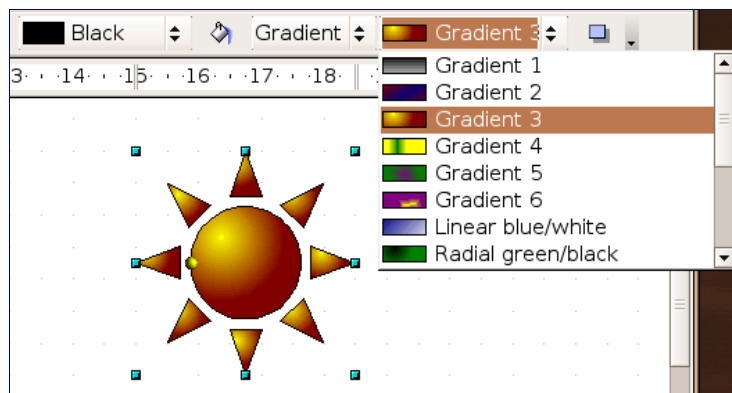 Black Gradient Gradient 3
3 14 15 16 17 18
Gradient 1
Gradient 2
Gradient 3
Gradient 4
Gradient 5
Gradient 6
Linear blue/white
Radial green/black